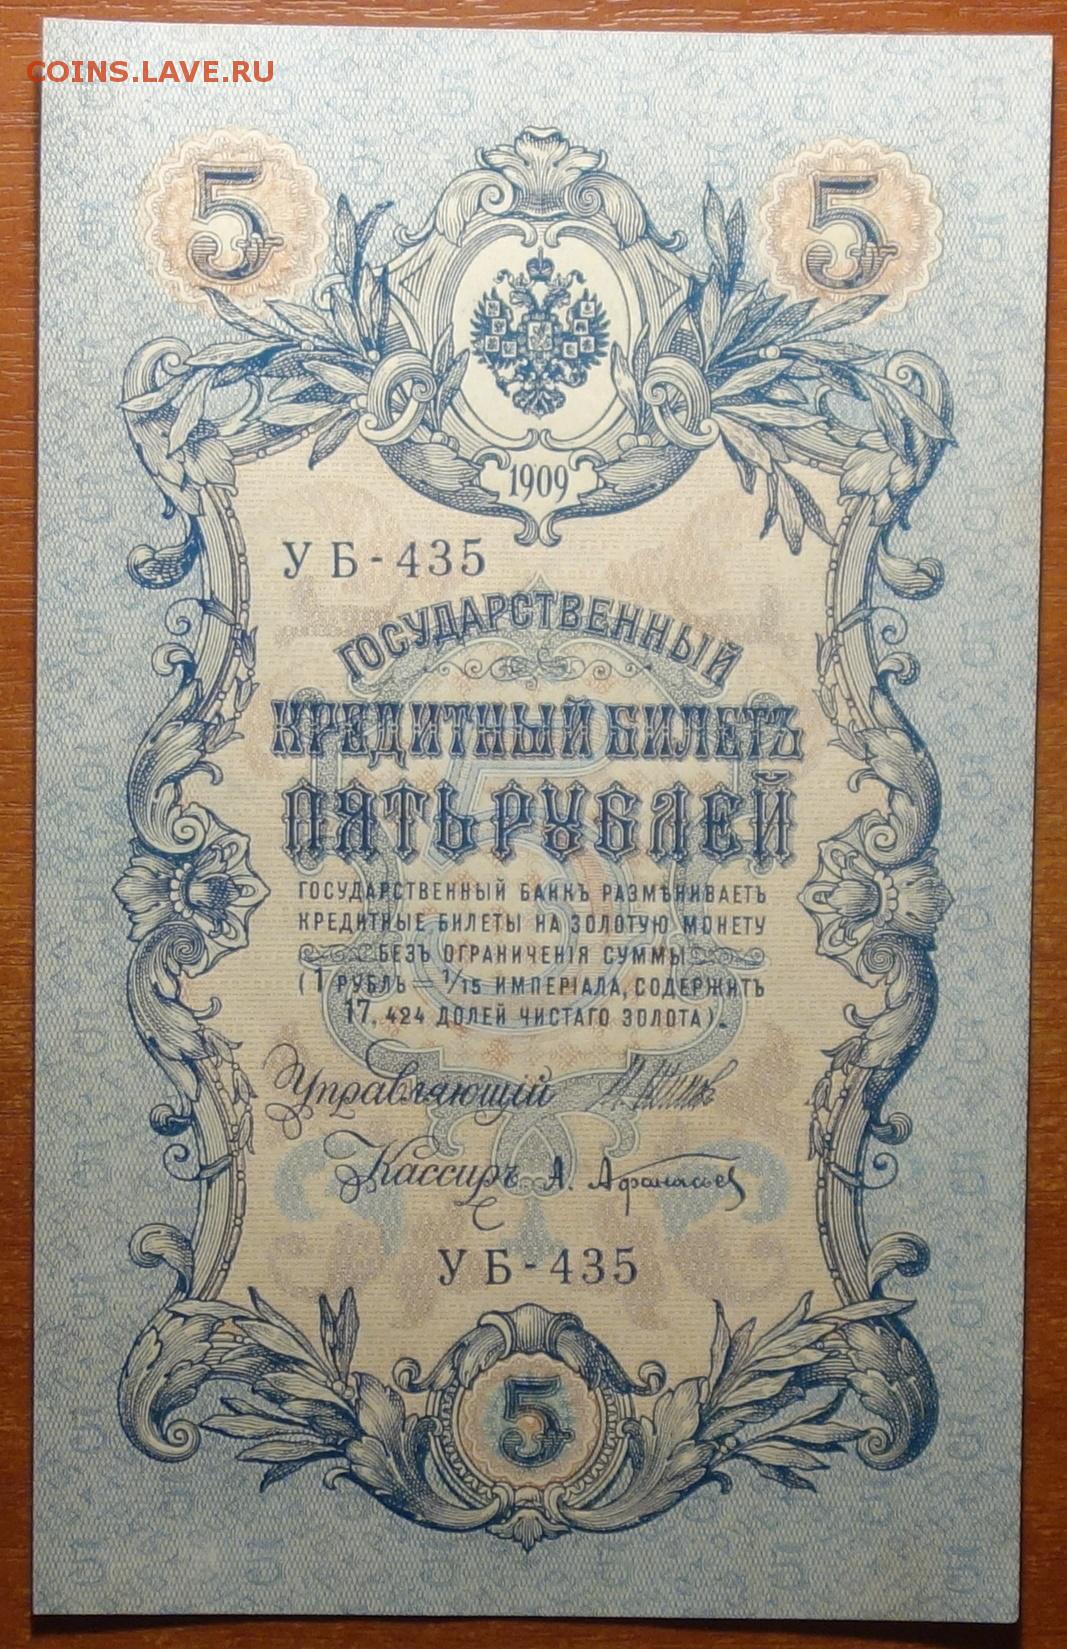 COINS.LAVE.RU
5 5
1909
УБ-435
ГОСУДАРСТВЕННЫЙ
КРЕДИТНЫЙ БИЛЕТЪ
ПЯТЬ РУБЛЕЙ
ГОСУДАРСТВЕННЫЙ БАНКЪ РАЗМѢНИВАЕТЪ
КРЕДИТНЫЕ БИЛЕТЫ НА ЗОЛОТУЮ МОНЕТУ
БЕЗЪ ОГРАНИЧЕНІЯ СУММЫ
(1 РУБЛЬ = 1/15 ИМПЕРІАЛА, СОДЕРЖИТЪ
17,424 ДОЛЕЙ ЧИСТАГО ЗОЛОТА).
Управляющій
Кассиръ А. Афанасьев
УБ-435
5